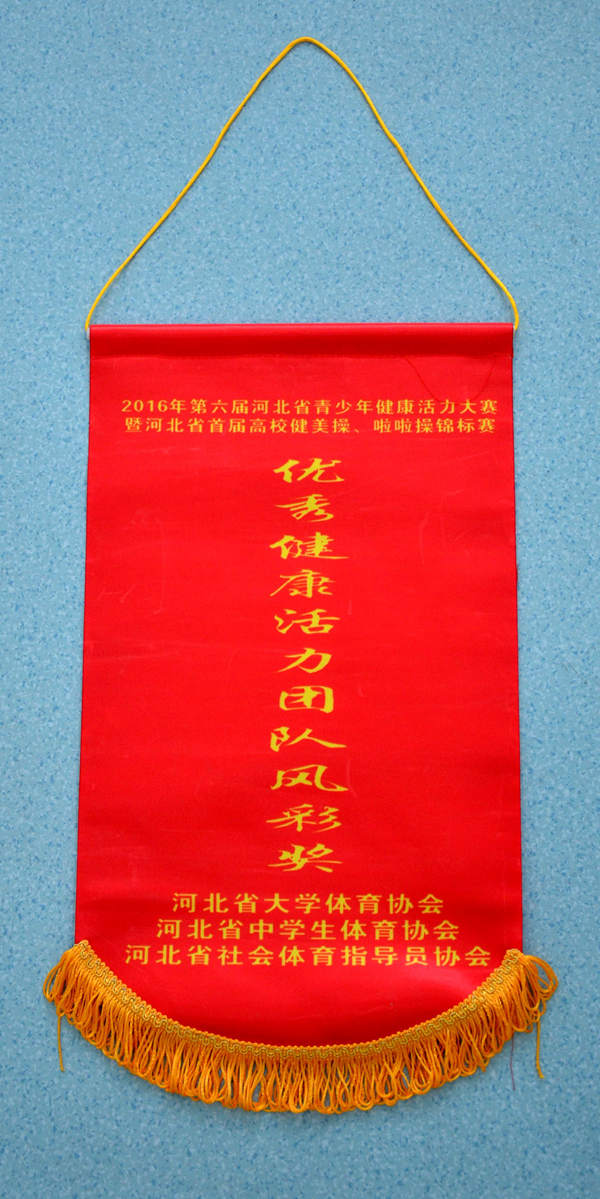 2016年第六届河北省青少年健康活力大赛
暨河北省首届高校健美操、啦啦操锦标赛
优秀健康活力团队风彩奖
河北省大学体育协会
河北省中学生体育协会
河北省社会体育指导员协会